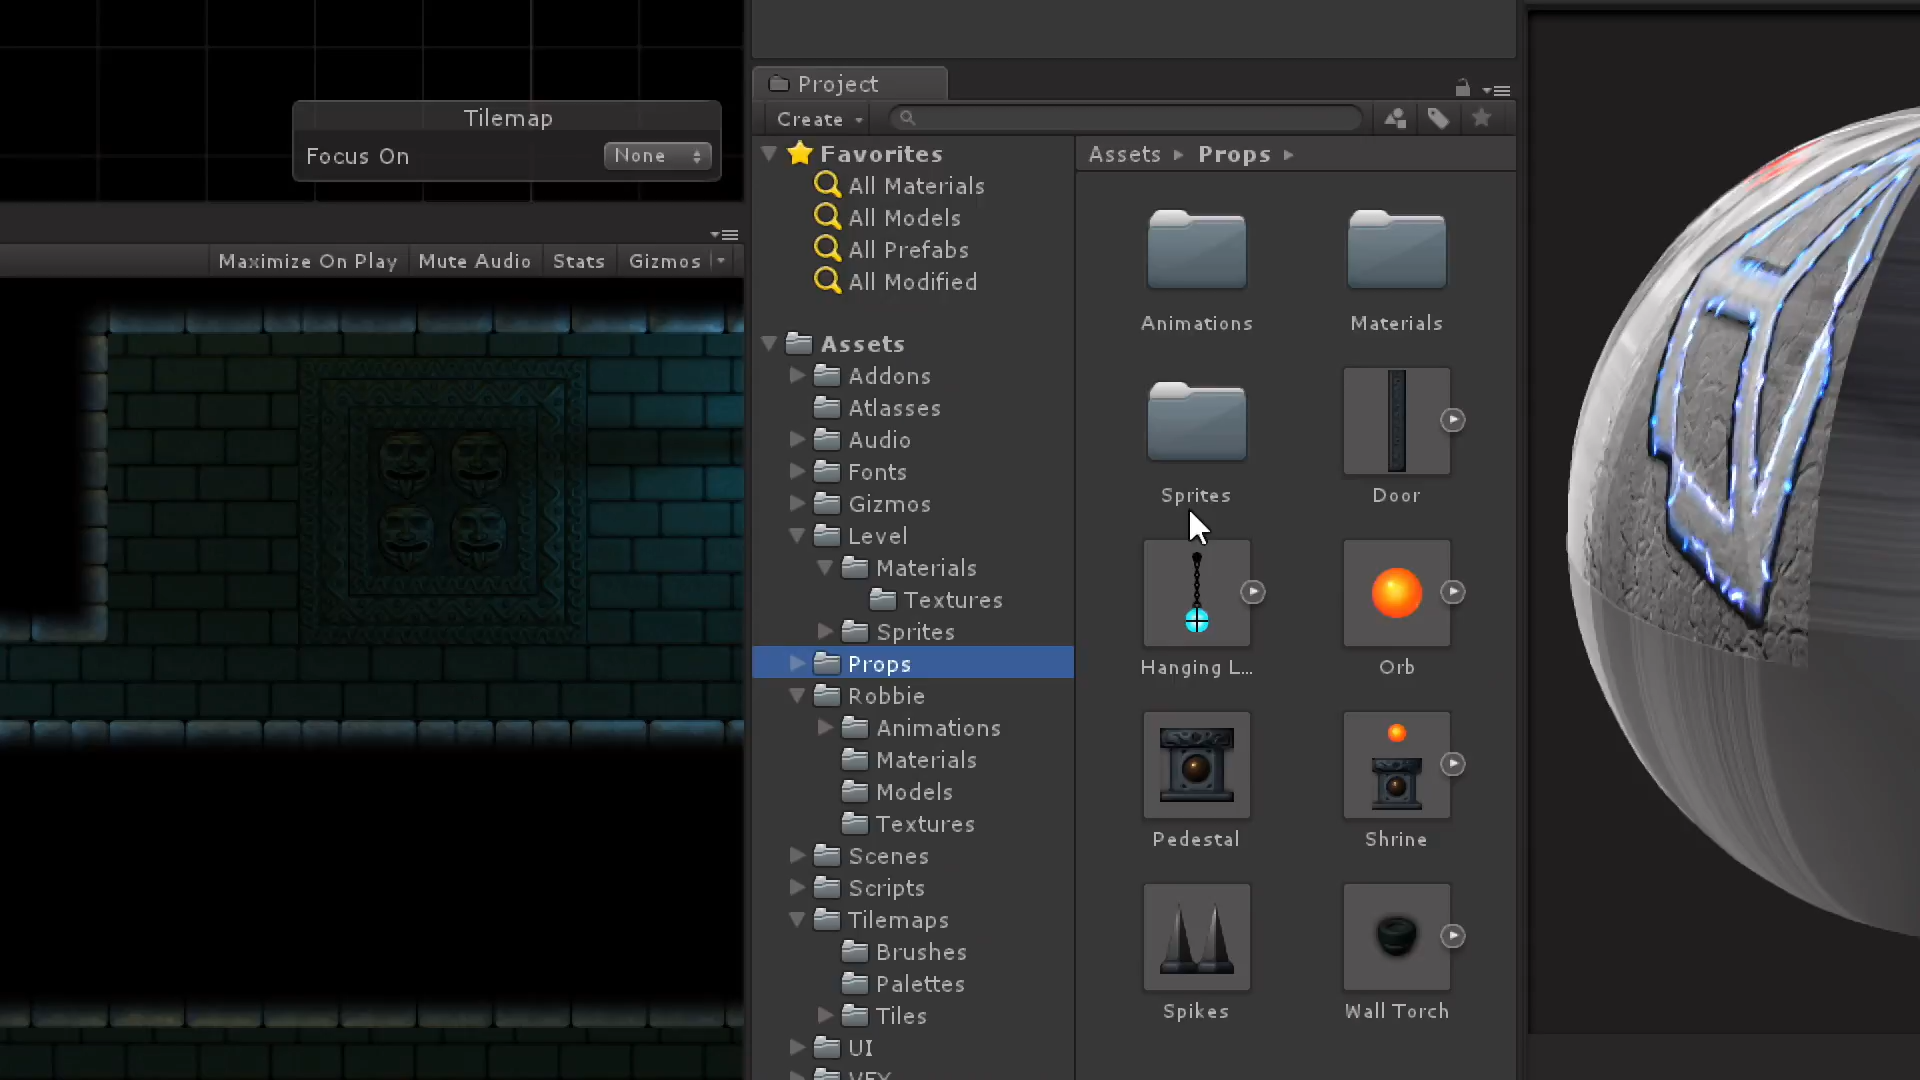 Tilemap
Focus On
None
Maximize On Play
Mute Audio
Stats
Gizmos
Project
Create
Favorites
All Materials
All Models
All Prefabs
All Modified
Assets
Addons
Atlasses
Audio
Fonts
Gizmos
Level
Materials
Textures
Sprites
Props
Robbie
Animations
Materials
Models
Textures
Scenes
Scripts
Tilemaps
Brushes
Palettes
Tiles
UI
VFX
Assets
Props
Animations
Materials
Sprites
Door
Hanging L...
Orb
Pedestal
Shrine
Spikes
Wall Torch